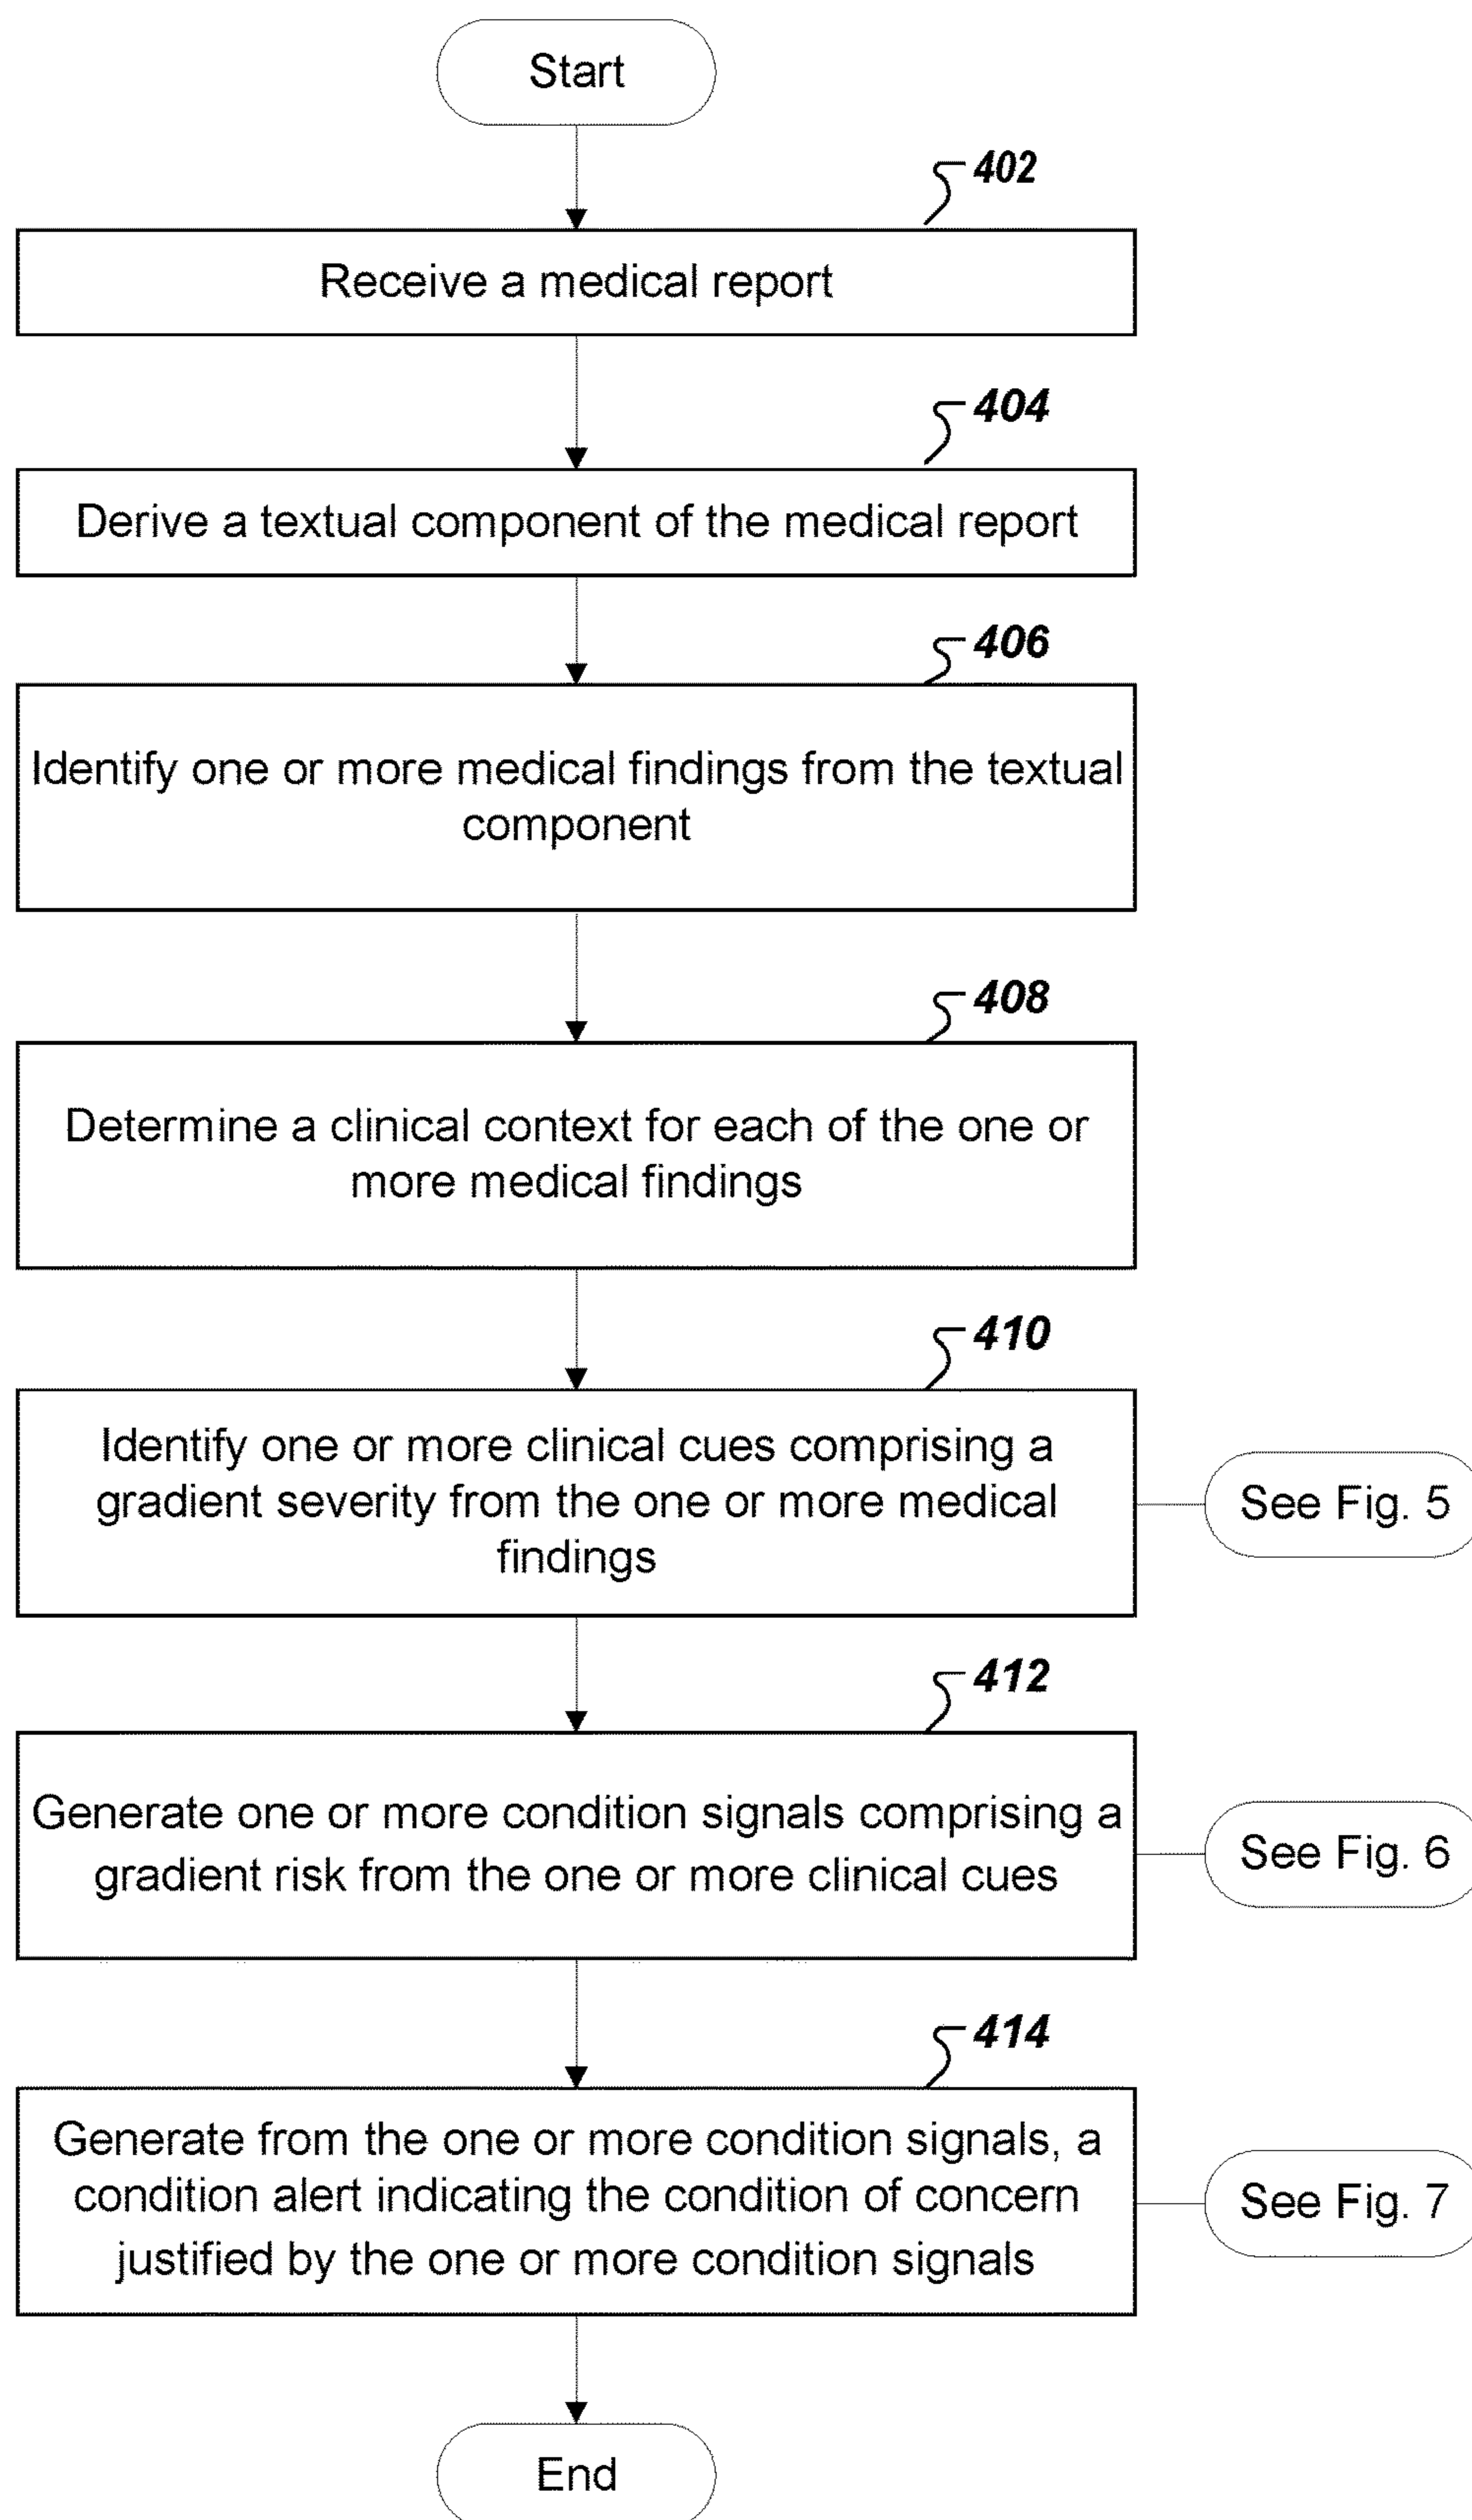 Start
402
Receive a medical report
404
Derive a textual component of the medical report
406
Identify one or more medical findings from the textual
component
408
Determine a clinical context for each of the one or
more medical findings
410
Identify one or more clinical cues comprising a
gradient severity from the one or more medical
findings
See Fig. 5
412
Generate one or more condition signals comprising a
gradient risk from the one or more clinical cues
See Fig. 6
414
Generate from the one or more condition signals, a
condition alert indicating the condition of concern
justified by the one or more condition signals
See Fig. 7
End